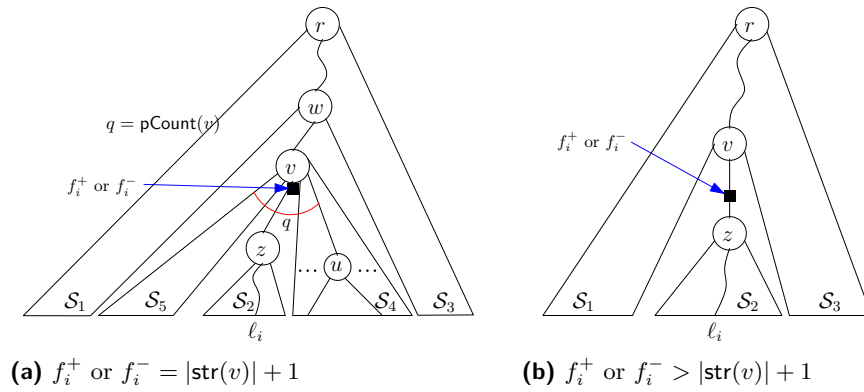 r
w
q = pCount(v)
v
f_i^+ or f_i^-
q
z
... u ...
S_1 S_5 S_2 S_4 S_3
ℓ_i
(a) f_i^+ or f_i^- = |str(v)| + 1
r
f_i^+ or f_i^-
v
z
S_1 S_2 S_3
ℓ_i
(b) f_i^+ or f_i^- > |str(v)| + 1